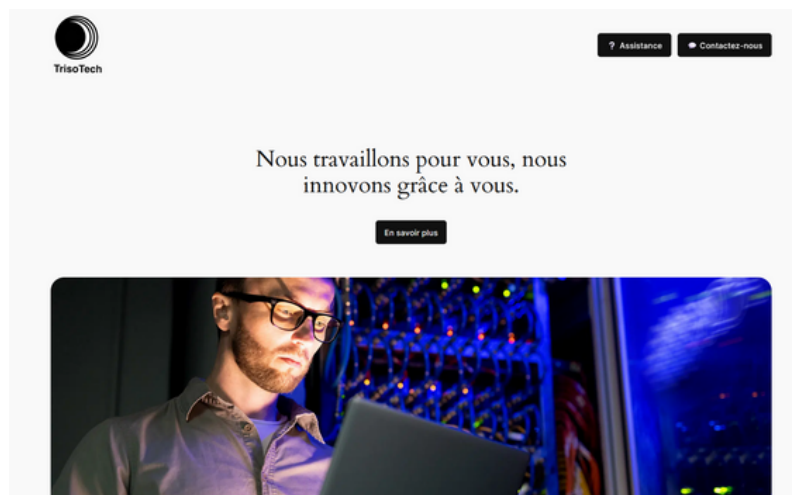 TrisoTech
? Assistance
Contactez-nous
Nous travaillons pour vous, nous
innovons grâce à vous.
En savoir plus